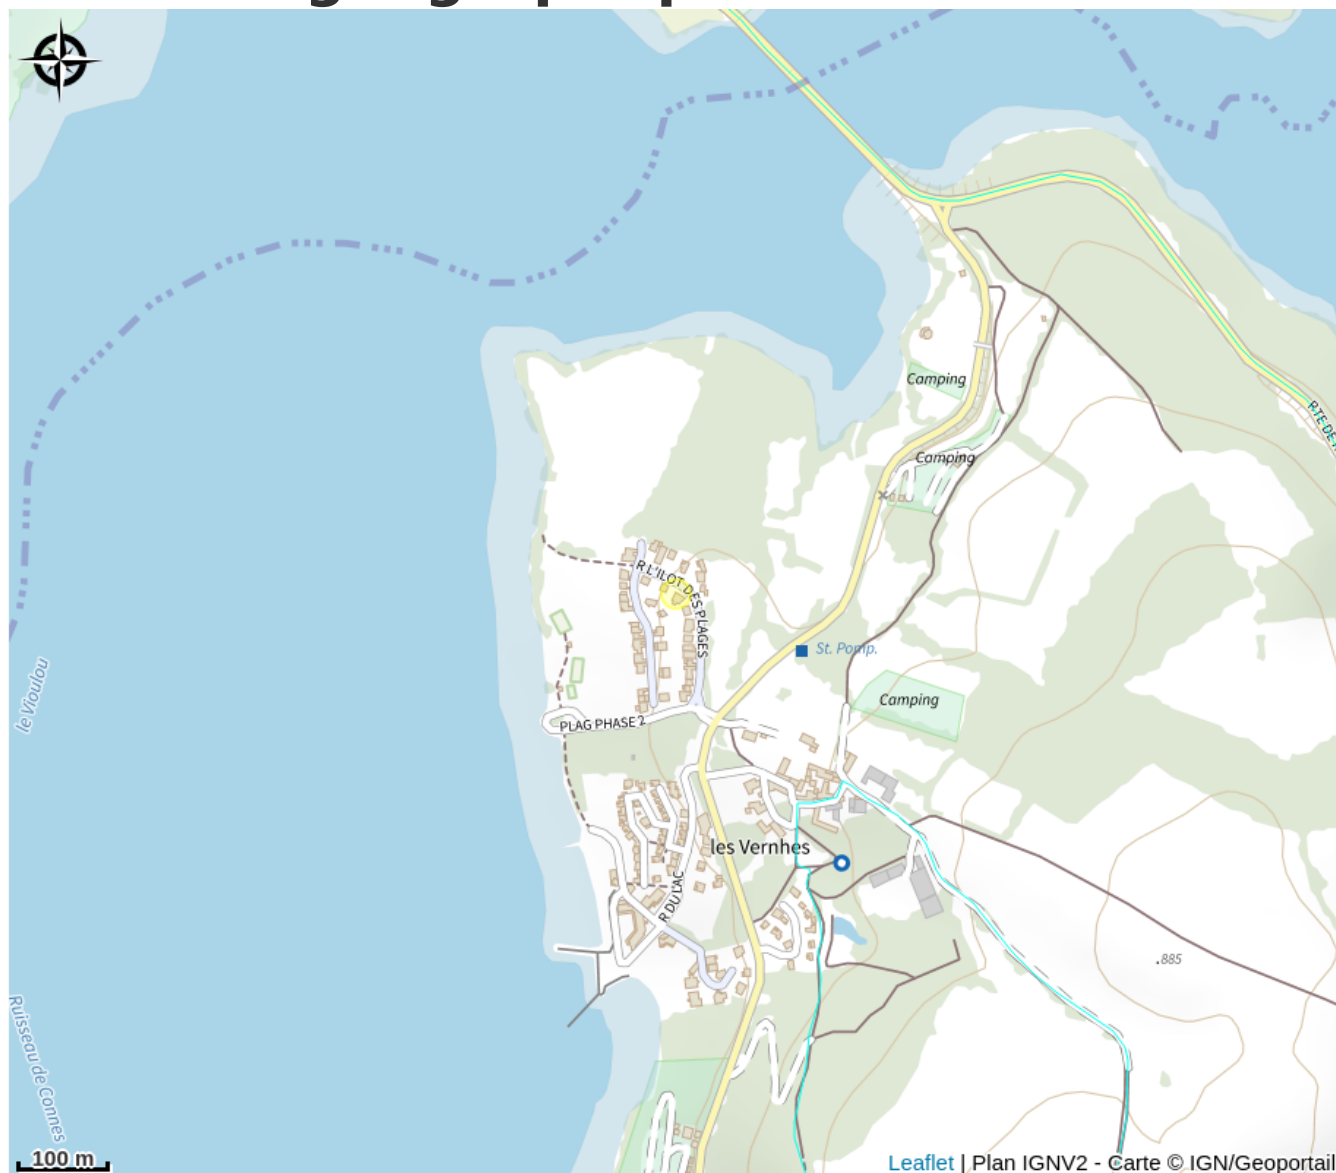 Camping
Camping
R L'ILOT DES PLAGES
St. Pomp.
le Vioulou
Camping
PLAG PHASE 2
les Vernhes
R DU LAC
.885
Ruisseau de Connes
100 m
Leaflet | Plan IGNV2 - Carte © IGN/Geoportail